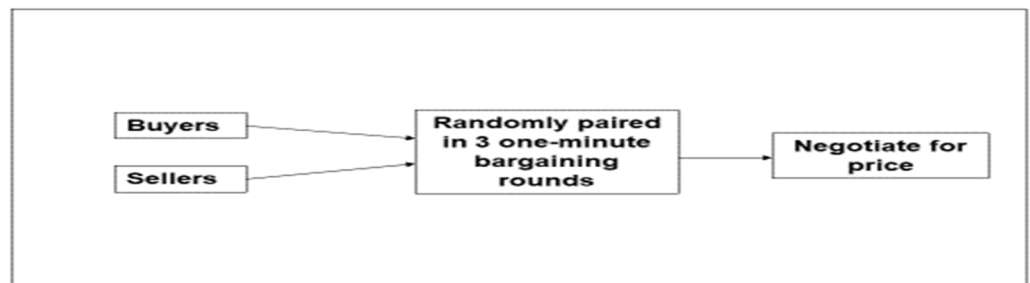 Buyers
Sellers
Randomly paired
in 3 one-minute
bargaining
rounds
Negotiate for
price